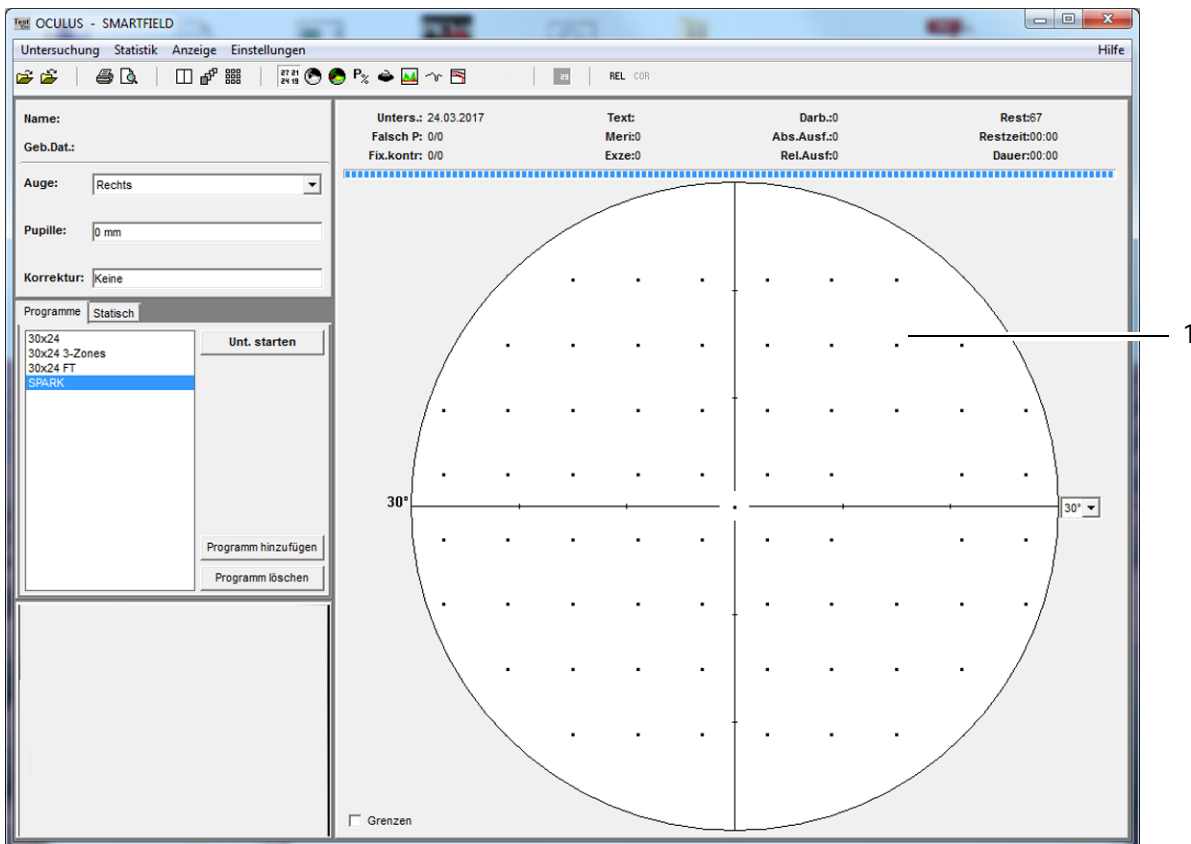 OCULUS - SMARTFIELD
Untersuchung Statistik Anzeige Einstellungen Hilfe
P% 29 REL COR
Name:
Geb.Dat.:
Auge: Rechts
Pupille: 0 mm
Korrektur: Keine
Programme Statisch
30x24
30x24 3-Zones
30x24 FT
SPARK
Unt. starten
Programm hinzufügen
Programm löschen
Unters.: 24.03.2017 Text: Darb.:0 Rest:67
Falsch P: 0/0 Meri:0 Abs.Ausf.:0 Restzeit:00:00
Fix.kontr: 0/0 Exze:0 Rel.Ausf:0 Dauer:00:00
1
30° 30°
Grenzen